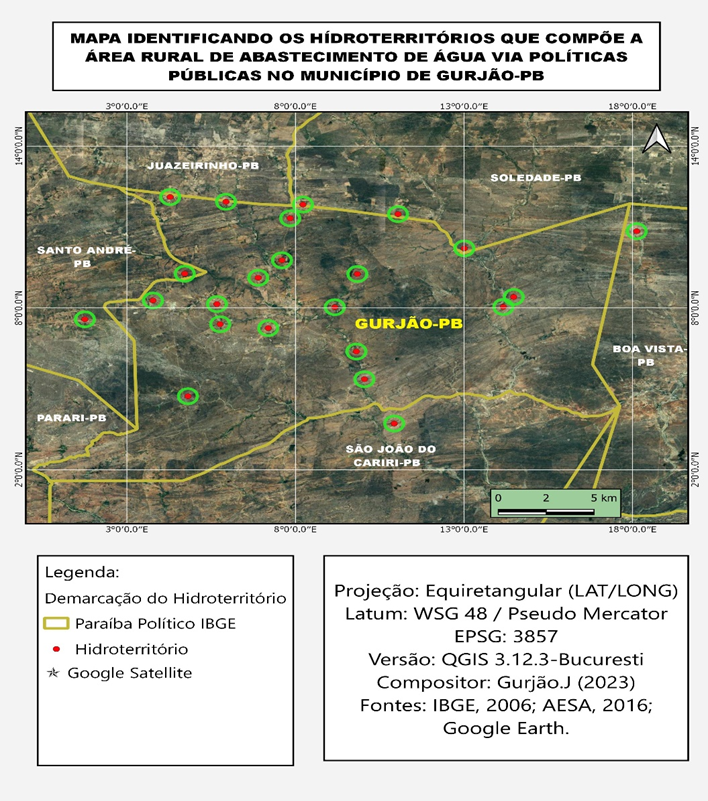 MAPA IDENTIFICANDO OS HÍDROTERRITÓRIOS QUE COMPÕE A
ÁREA RURAL DE ABASTECIMENTO DE ÁGUA VIA POLÍTICAS
PÚBLICAS NO MUNICÍPIO DE GURJÃO-PB
3°0'0.0"E 8°0'0.0"E 13°0'0.0"E 18°0'0.0"E
14°0'0.0"N 14°0'0.0"N
JUAZEIRINHO-PB
SOLEDADE-PB
SANTO ANDRÉ-
PB
8°0'0.0"N 8°0'0.0"N
GURJÃO-PB
BOA VISTA-
PB
PARARI-PB
SÃO JOÃO DO
CARIRI-PB
2°0'0.0"N 2°0'0.0"N
0 2 5 km
3°0'0.0"E 8°0'0.0"E 13°0'0.0"E 18°0'0.0"E
Legenda:
Demarcação do Hidroterritório
Paraíba Político IBGE
Hidroterritório
Google Satellite
Projeção: Equiretangular (LAT/LONG)
Latum: WSG 48 / Pseudo Mercator
EPSG: 3857
Versão: QGIS 3.12.3-Bucuresti
Compositor: Gurjão.J (2023)
Fontes: IBGE, 2006; AESA, 2016;
Google Earth.